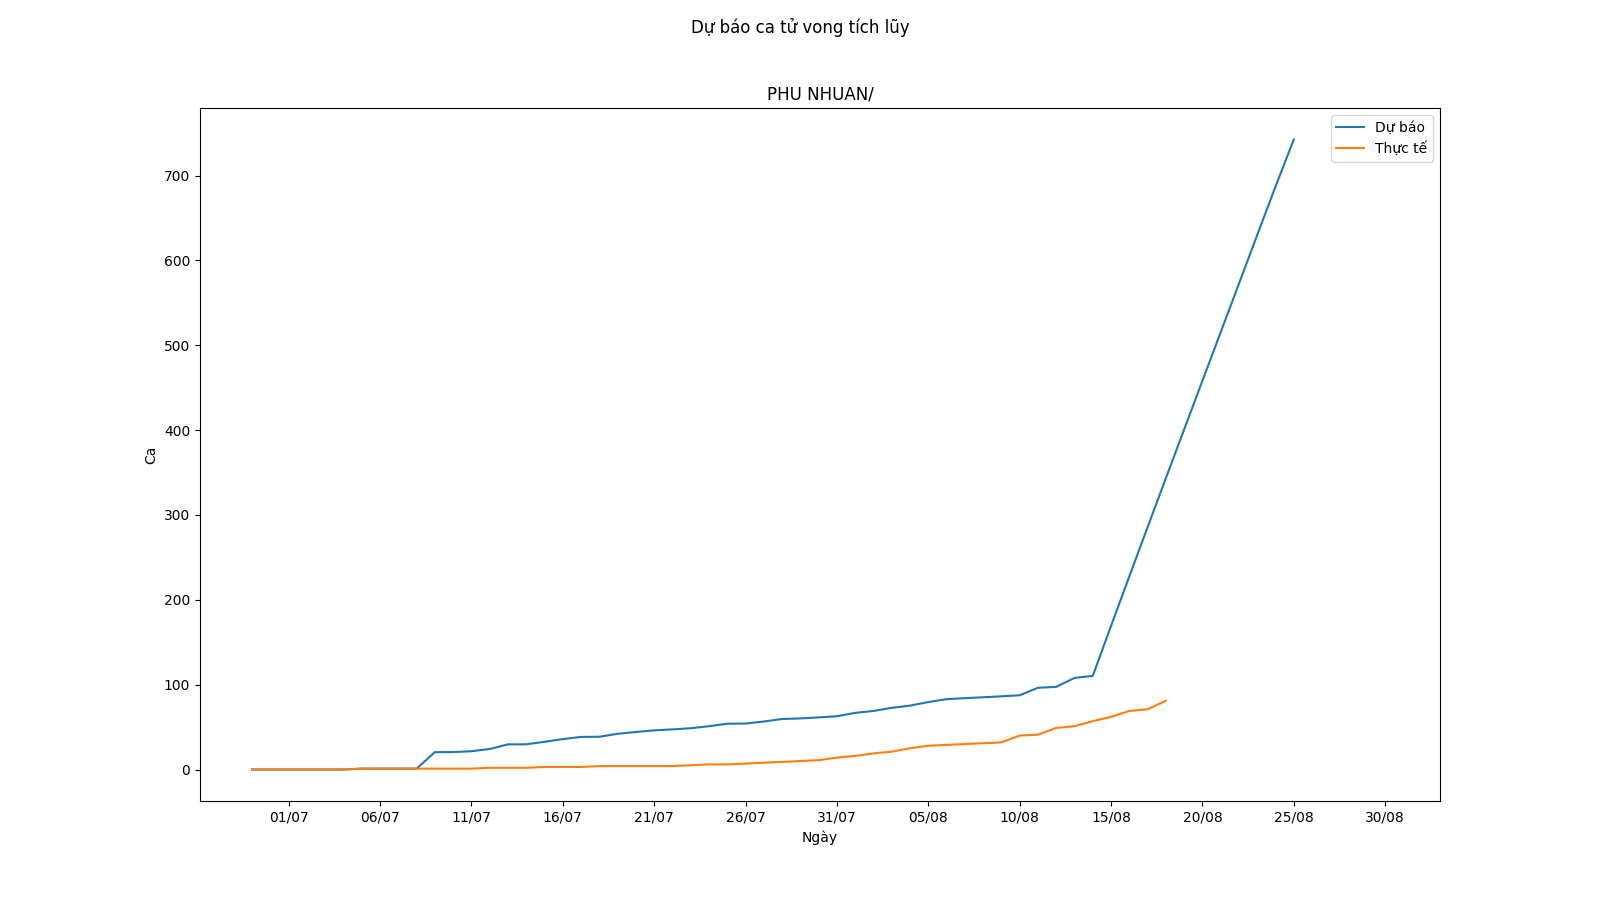 Dự báo ca tử vong tích lũy
PHU NHUAN/
Dự báo
Thực tế
700
600
500
400
300
200
100
0
Ca
01/07 06/07 11/07 16/07 21/07 26/07 31/07 05/08 10/08 15/08 20/08 25/08 30/08
Ngày